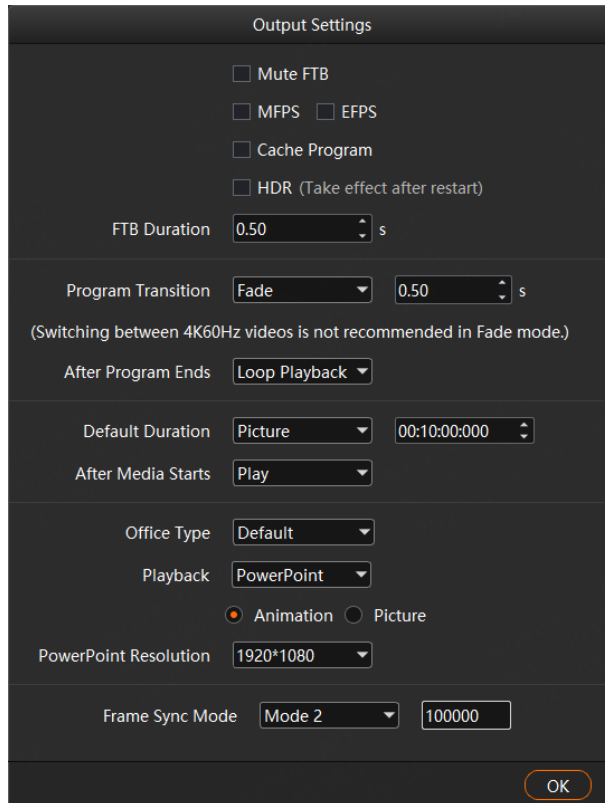 Output Settings
Mute FTB
MFPS EFPS
Cache Program
HDR (Take effect after restart)
FTB Duration 0.50 s
Program Transition Fade 0.50 s
(Switching between 4K60Hz videos is not recommended in Fade mode.)
After Program Ends Loop Playback
Default Duration Picture 00:10:00:000
After Media Starts Play
Office Type Default
Playback PowerPoint
Animation Picture
PowerPoint Resolution 1920*1080
Frame Sync Mode Mode 2 100000
OK